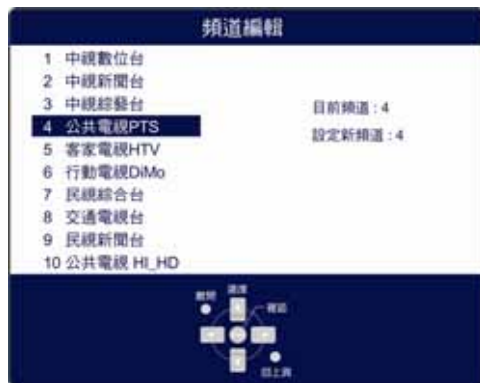 頻道編輯
1 中視數位台
2 中視新聞台
3 中視綜藝台
4 公共電視PTS
5 客家電視HTV
6 行動電視DiMo
7 民視綜合台
8 交通電視台
9 民視新聞台
10 公共電視 HI_HD
目前頻道 : 4
設定新頻道 : 4
離開
選擇
確認
回上頁